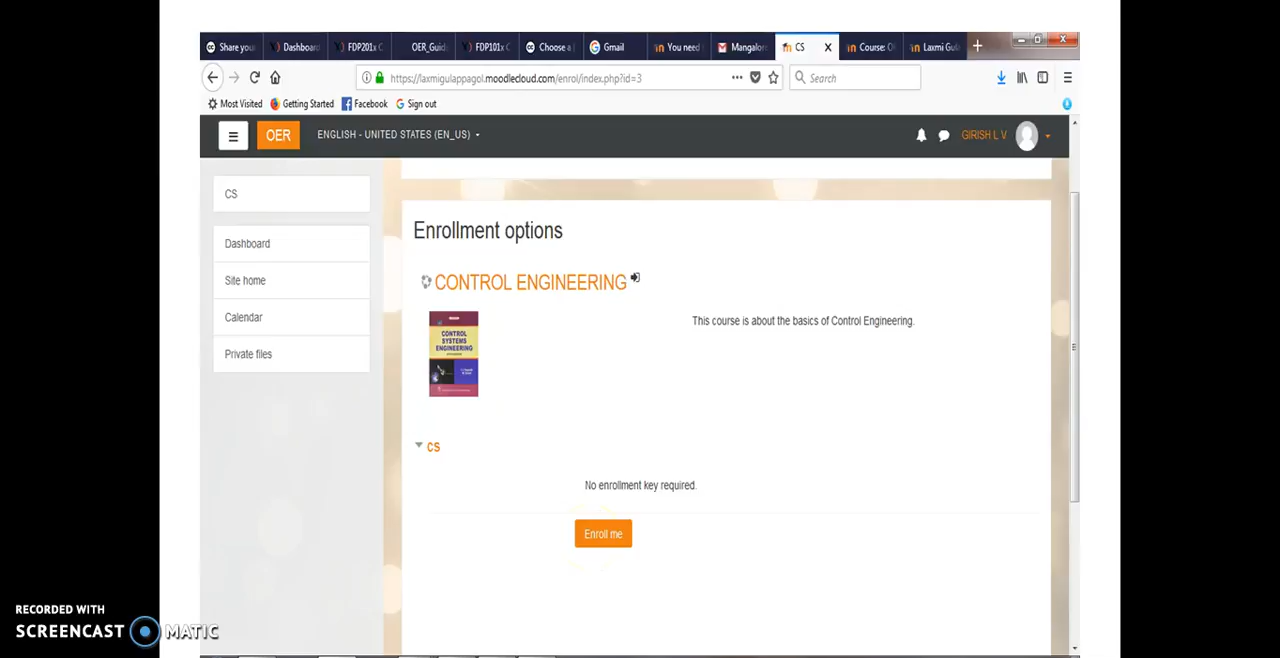 Share your
Dashboard
FDP201x C
OER_Guid
FDP101x C
Choose a
Gmail
You need
Mangalore
CS
Course: O
Laxmi Gula
https://laxmigulappagol.moodlecloud.com/enrol/index.php?id=3
Search
Most Visited
Getting Started
Facebook
Sign out
OER
ENGLISH - UNITED STATES (EN_US)
GIRISH L V
CS
Dashboard
Site home
Calendar
Private files
Enrollment options
CONTROL ENGINEERING
CONTROL
SYSTEMS
ENGINEERING
This course is about the basics of Control Engineering.
CS
No enrollment key required.
Enroll me
RECORDED WITH
SCREENCAST MATIC